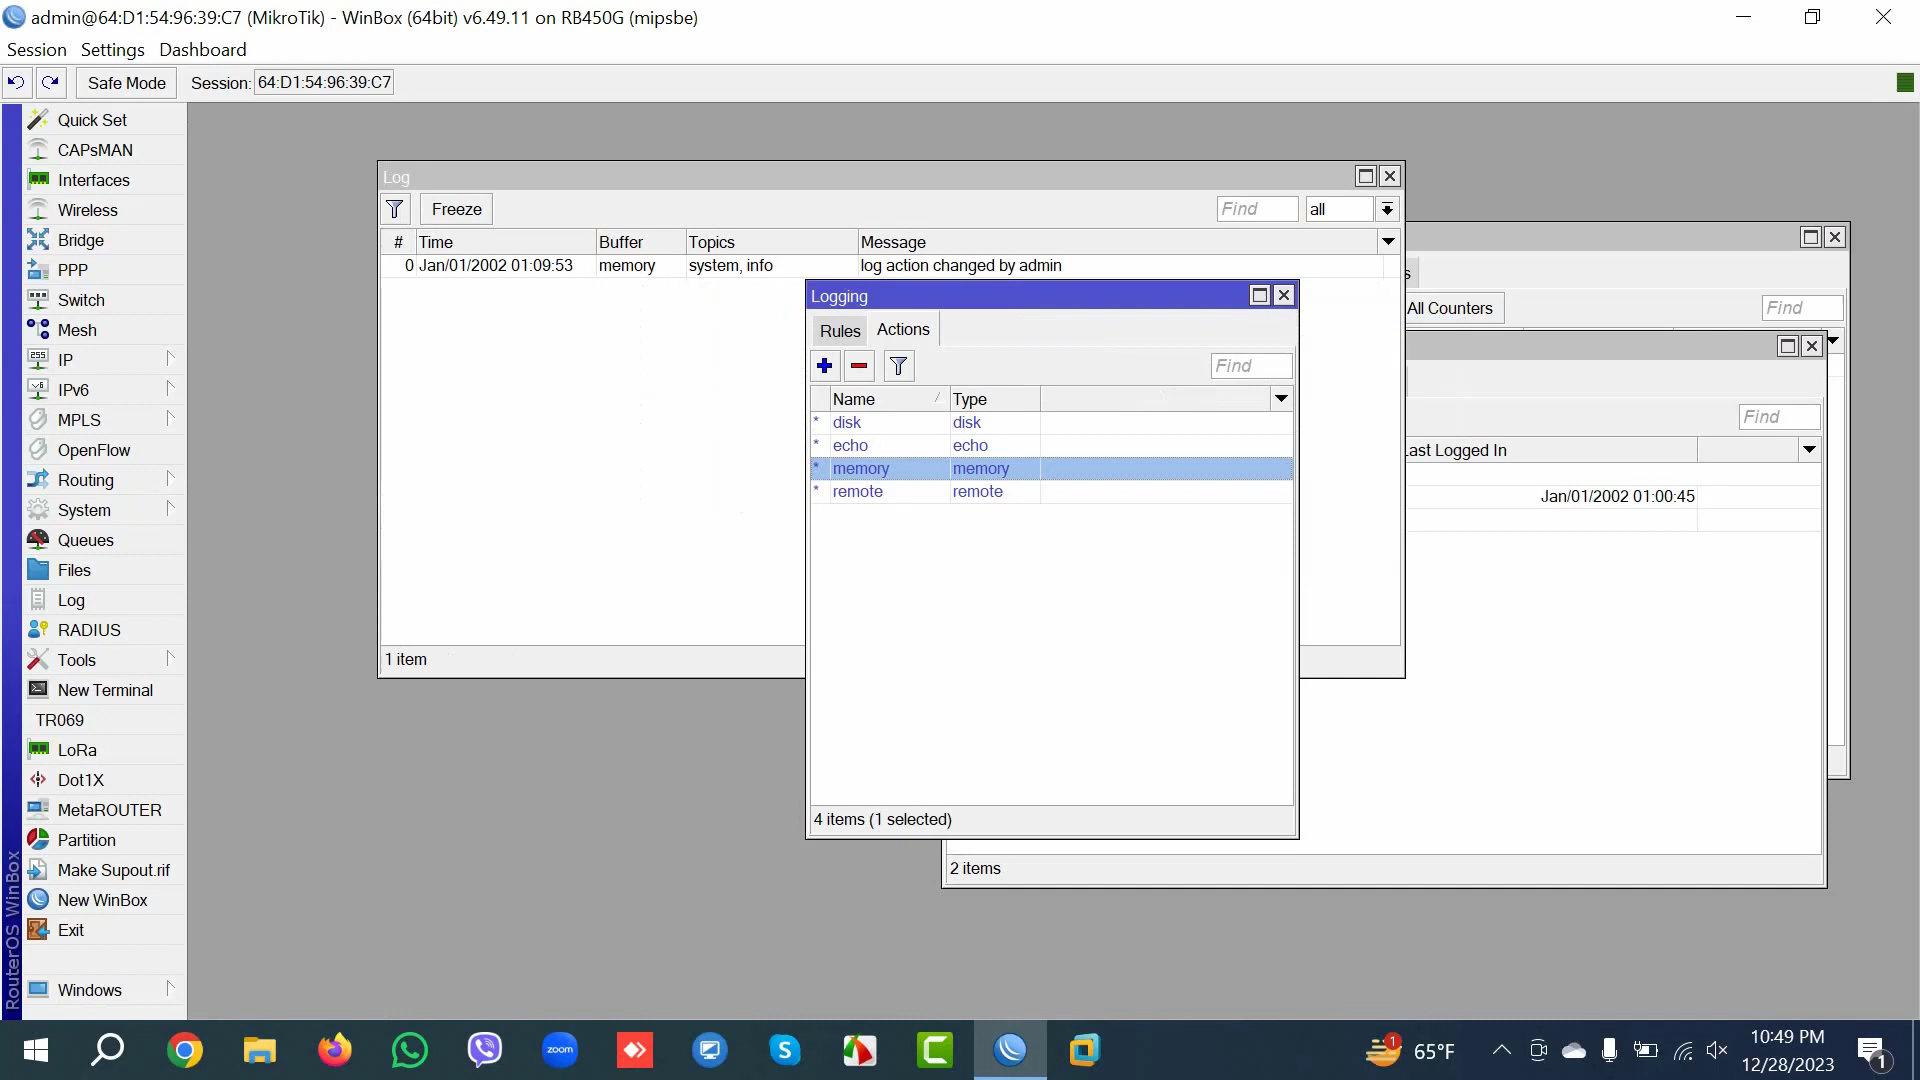 admin@64:D1:54:96:39:C7 (MikroTik) - WinBox (64bit) v6.49.11 on RB450G (mipsbe)
Session Settings Dashboard
Safe Mode Session: 64:D1:54:96:39:C7
Quick Set
CAPsMAN
Interfaces
Wireless
Bridge
PPP
Switch
Mesh
255
IP
v6
IPv6
MPLS
OpenFlow
Routing
System
Queues
Files
Log
RADIUS
Tools
New Terminal
TR069
LoRa
Dot1X
MetaROUTER
Partition
Make Supout.rif
New WinBox
Exit
Windows
RouterOS WinBox
Log
Freeze Find all
# Time Buffer Topics Message
0 Jan/01/2002 01:09:53 memory system, info log action changed by admin
1 item
Logging
Rules Actions
Find
Name Type
* disk disk
* echo echo
* memory memory
* remote remote
4 items (1 selected)
s
All Counters Find
Find
Last Logged In
Jan/01/2002 01:00:45
2 items
zoom
1
65°F
10:49 PM
12/28/2023
1